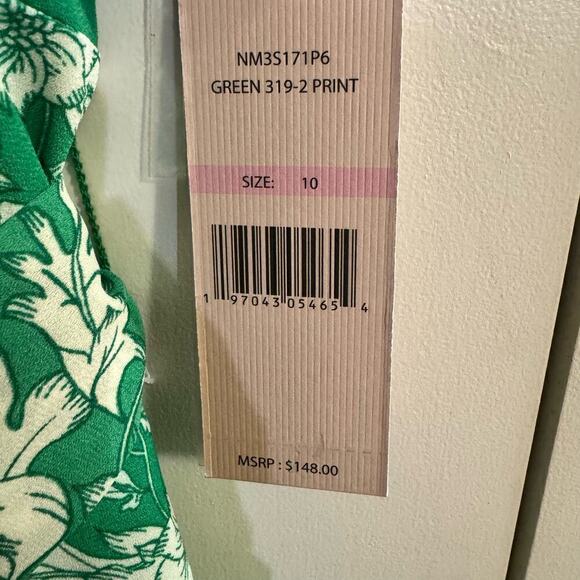 NM3S171P6
GREEN 319-2 PRINT
SIZE: 10
1 97043 05465 4
MSRP : $148.00